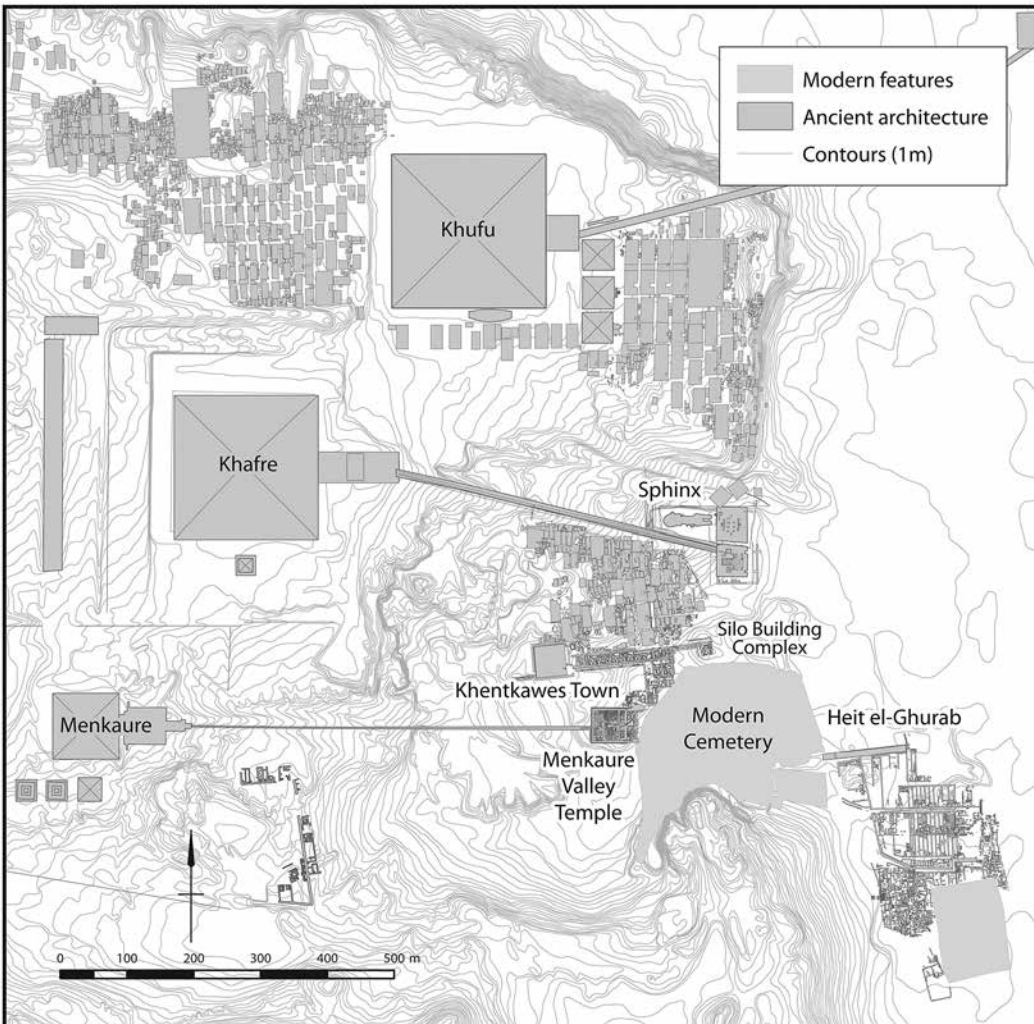 Modern features
Ancient architecture
Contours (1m)
Khufu
Khafre
Sphinx
Silo Building
Complex
Khentkawes Town
Menkaure
Modern
Cemetery
Heit el-Ghurab
Menkaure
Valley
Temple
0 100 200 300 400 500 m